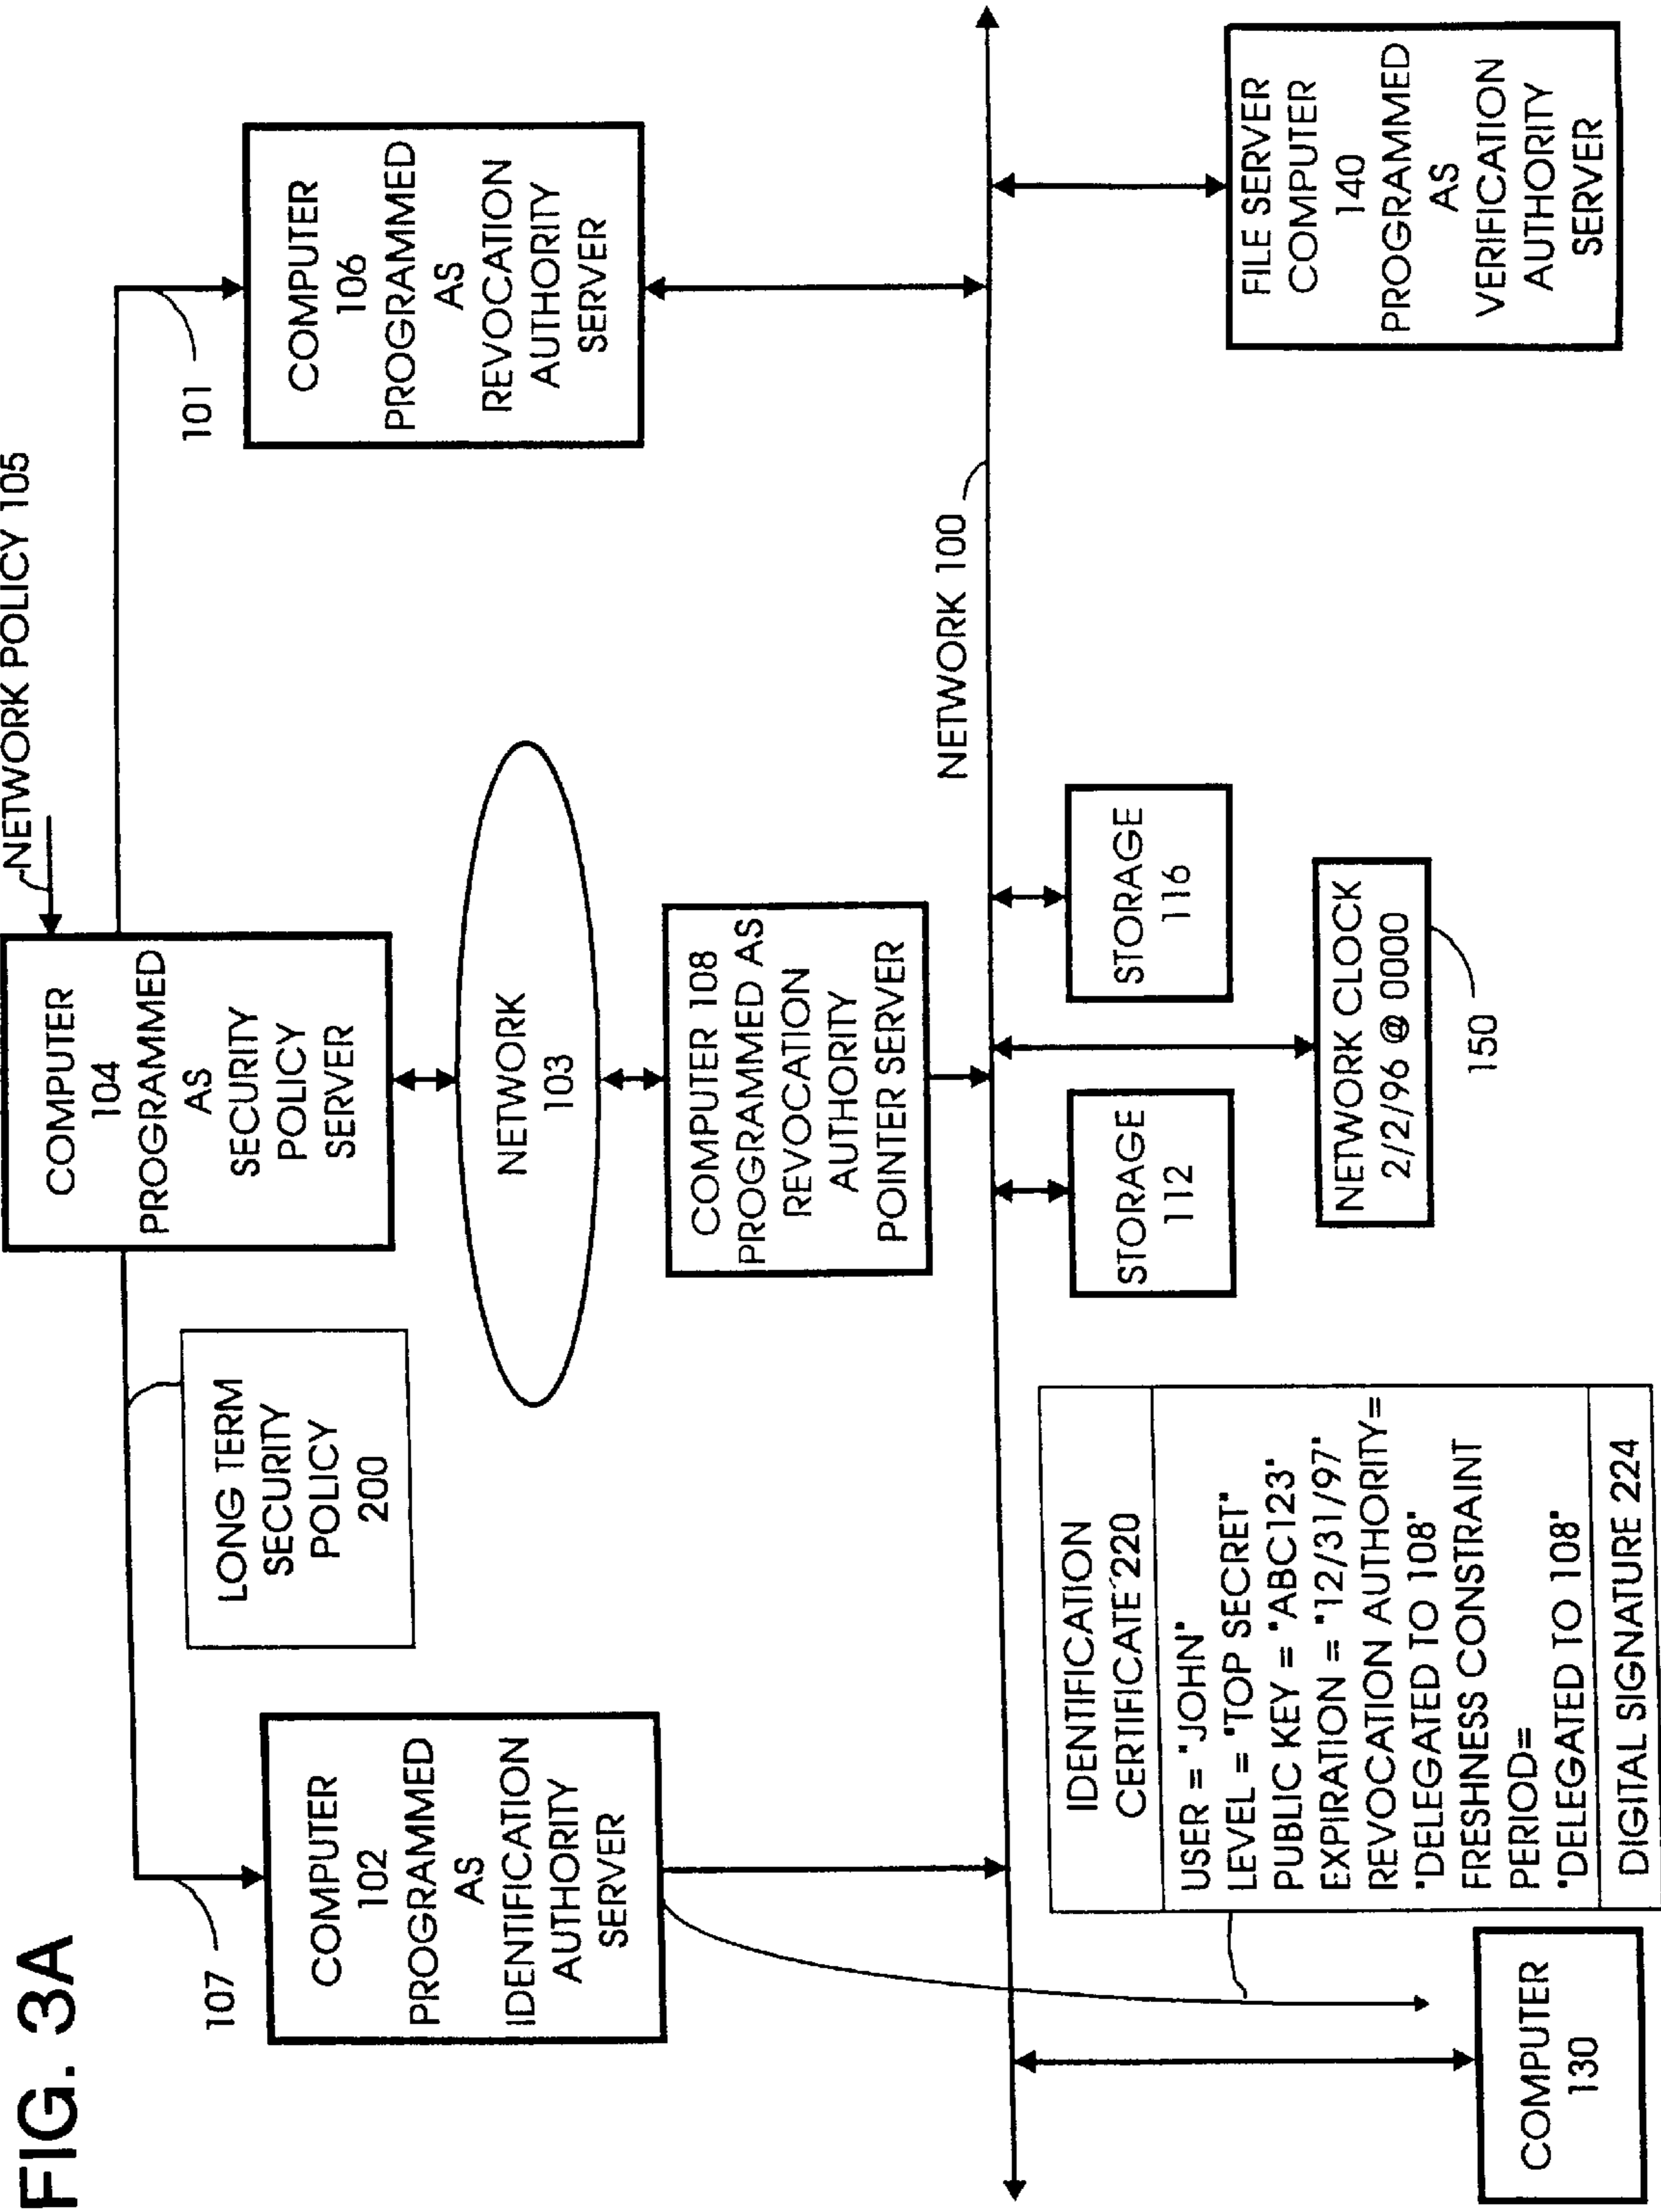 FIG. 3A
NETWORK POLICY 105
COMPUTER
104
PROGRAMMED
AS
SECURITY
POLICY
SERVER
107
LONG TERM
SECURITY
POLICY
200
101
COMPUTER
102
PROGRAMMED
AS
IDENTIFICATION
AUTHORITY
SERVER
NETWORK
103
COMPUTER
106
PROGRAMMED
AS
REVOCATION
AUTHORITY
SERVER
COMPUTER 108
PROGRAMMED AS
REVOCATION
AUTHORITY
POINTER SERVER
NETWORK 100
IDENTIFICATION
CERTIFICATE 220
USER = "JOHN"
LEVEL = "TOP SECRET"
PUBLIC KEY = "ABC123"
EXPIRATION = "12/31/97"
REVOCATION AUTHORITY=
"DELEGATED TO 108"
FRESHNESS CONSTRAINT
PERIOD=
"DELEGATED TO 108"
DIGITAL SIGNATURE 224
STORAGE
112
STORAGE
116
NETWORK CLOCK
2/2/96 @ 0000
150
FILE SERVER
COMPUTER
140
PROGRAMMED
AS
VERIFICATION
AUTHORITY
SERVER
COMPUTER
130